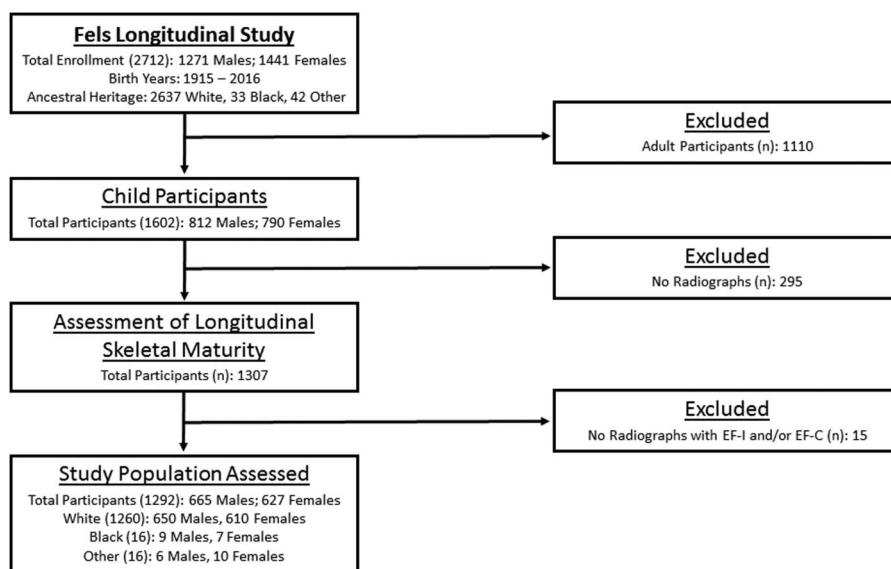 Fels Longitudinal Study
Total Enrollment (2712): 1271 Males; 1441 Females
Birth Years: 1915 – 2016
Ancestral Heritage: 2637 White, 33 Black, 42 Other
Excluded
Adult Participants (n): 1110
Child Participants
Total Participants (1602): 812 Males; 790 Females
Excluded
No Radiographs (n): 295
Assessment of Longitudinal
Skeletal Maturity
Total Participants (n): 1307
Excluded
No Radiographs with EF-I and/or EF-C (n): 15
Study Population Assessed
Total Participants (1292): 665 Males; 627 Females
White (1260): 650 Males, 610 Females
Black (16): 9 Males, 7 Females
Other (16): 6 Males, 10 Females